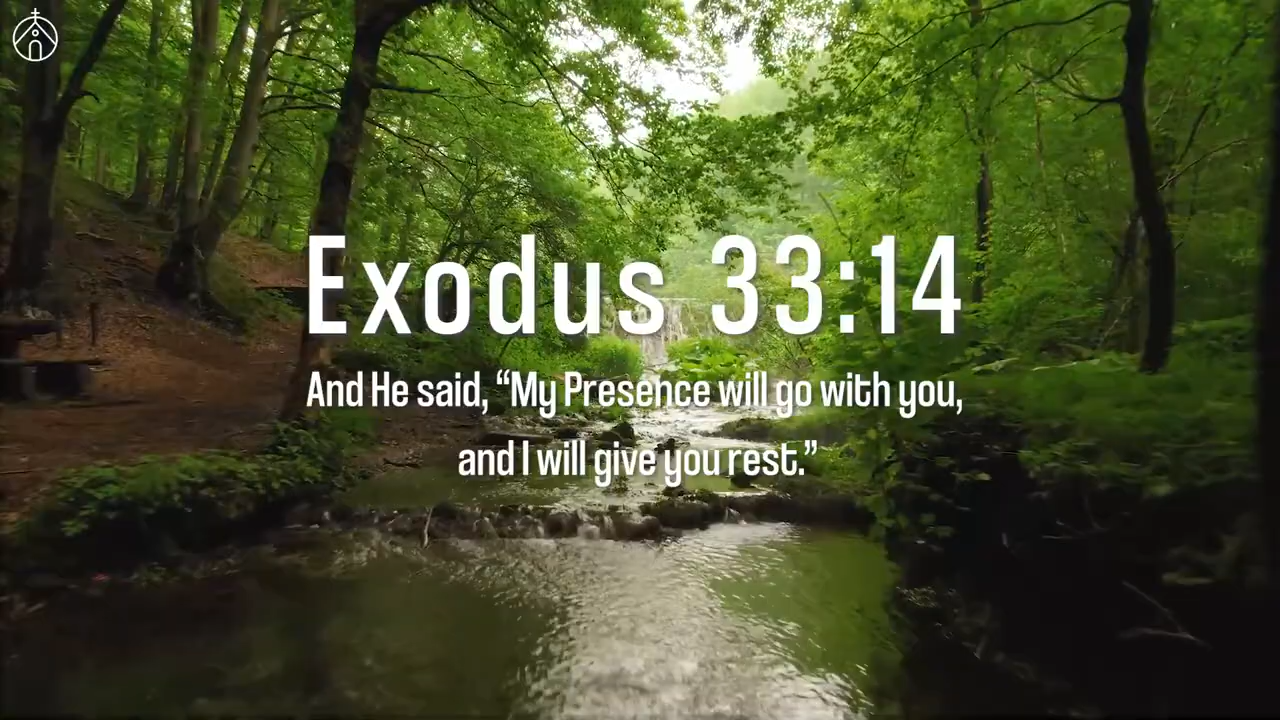 Exodus 33:14
And He said, “My Presence will go with you,
and I will give you rest.”